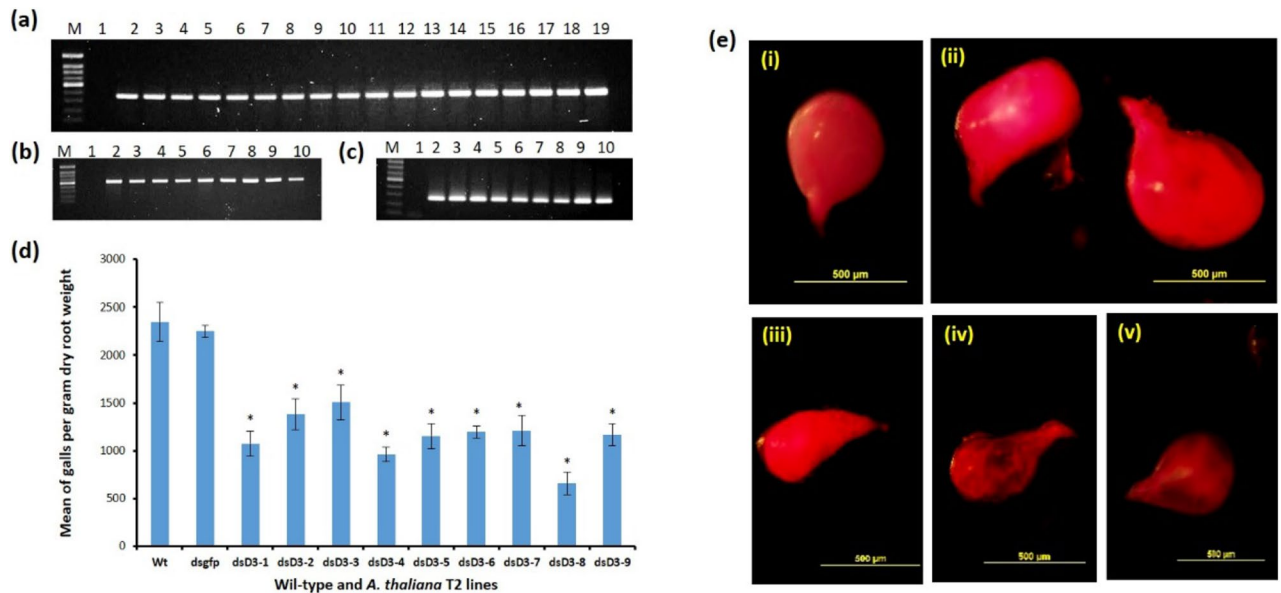 (a)
M 1 2 3 4 5 6 7 8 9 10 11 12 13 14 15 16 17 18 19
(b)
M 1 2 3 4 5 6 7 8 9 10
(c)
M 1 2 3 4 5 6 7 8 9 10
(d)
Mean of galls per gram dry root weight
3000
2500
2000
1500
1000
500
0
* * * * * * * * *
Wt dsgfp dsD3-1 dsD3-2 dsD3-3 dsD3-4 dsD3-5 dsD3-6 dsD3-7 dsD3-8 dsD3-9
Wil-type and A. thaliana T2 lines
(e)
(i)
500 µm
(ii)
500 µm
(iii)
500 µm
(iv)
500 µm
(v)
500 µm